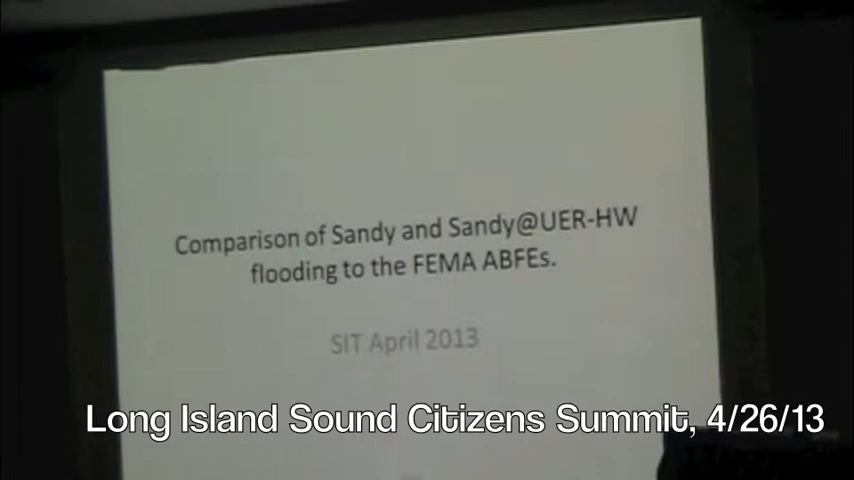 Comparison of Sandy and Sandy@UER-HW
flooding to the FEMA ABFEs.
SIT April 2013
Long Island Sound Citizens Summit, 4/26/13